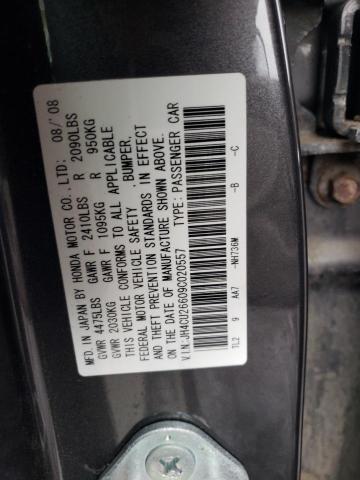 MFD. IN JAPAN BY HONDA MOTOR CO., LTD: 08/'08
GVWR 4475LBS GAWR F 2410LBS R 2090LBS
GVWR 2030KG GAWR F 1095KG R 950KG
THIS VEHICLE CONFORMS TO ALL APPLICABLE
FEDERAL MOTOR VEHICLE SAFETY, BUMPER,
AND THEFT PREVENTION STANDARDS IN EFFECT
ON THE DATE OF MANUFACTURE SHOWN ABOVE.
V.I.N:JH4CU26609C020557 TYPE: PASSENGER CAR
TL2 9 AA7 -NH736M -B -C